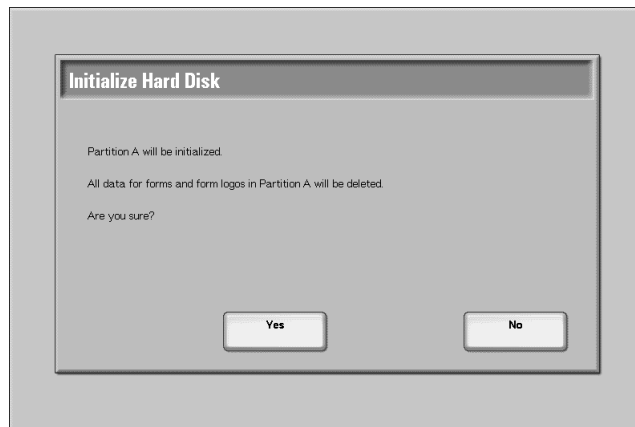 Initialize Hard Disk
Partition A will be initialized.
All data for forms and form logos in Partition A will be deleted.
Are you sure?
Yes No